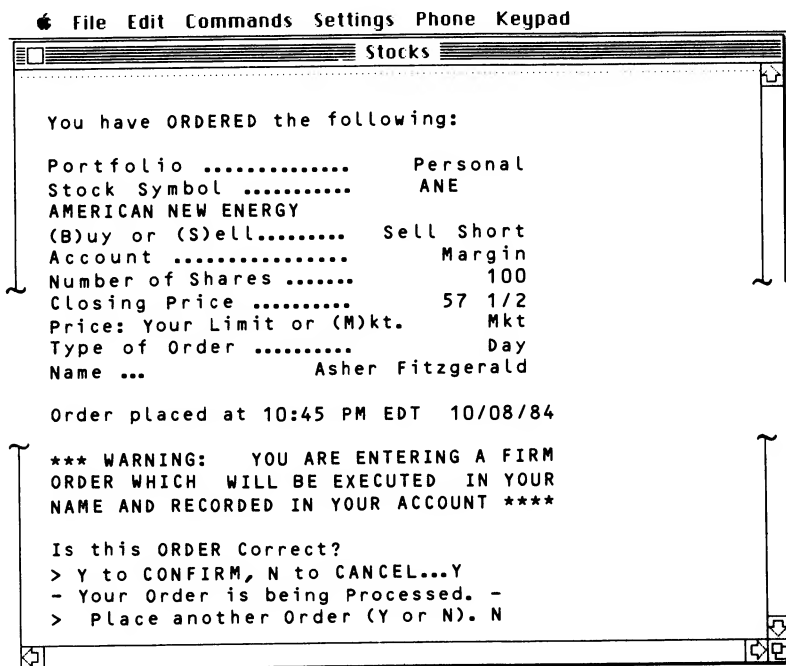 File Edit Commands Settings Phone Keypad
Stocks
You have ORDERED the following:
Portfolio ............... Personal
Stock Symbol ........... ANE
AMERICAN NEW ENERGY
(B)uy or (S)ell......... Sell Short
Account ................ Margin
Number of Shares ....... 100
Closing Price .......... 57 1/2
Price: Your Limit or (M)kt. Mkt
Type of Order .......... Day
Name ... Asher Fitzgerald
Order placed at 10:45 PM EDT 10/08/84
*** WARNING: YOU ARE ENTERING A FIRM
ORDER WHICH WILL BE EXECUTED IN YOUR
NAME AND RECORDED IN YOUR ACCOUNT ****
Is this ORDER Correct?
> Y to CONFIRM, N to CANCEL...Y
- Your Order is being Processed. -
> Place another Order (Y or N). N